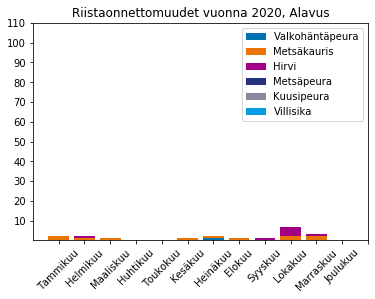 Riistaonnettomuudet vuonna 2020, Alavus
110
100
90
80
70
60
50
40
30
20
10
Valkohäntäpeura
Metsäkauris
Hirvi
Metsäpeura
Kuusipeura
Villisika
Tammikuu
Helmikuu
Maaliskuu
Huhtikuu
Toukokuu
Kesäkuu
Heinäkuu
Elokuu
Syyskuu
Lokakuu
Marraskuu
Joulukuu